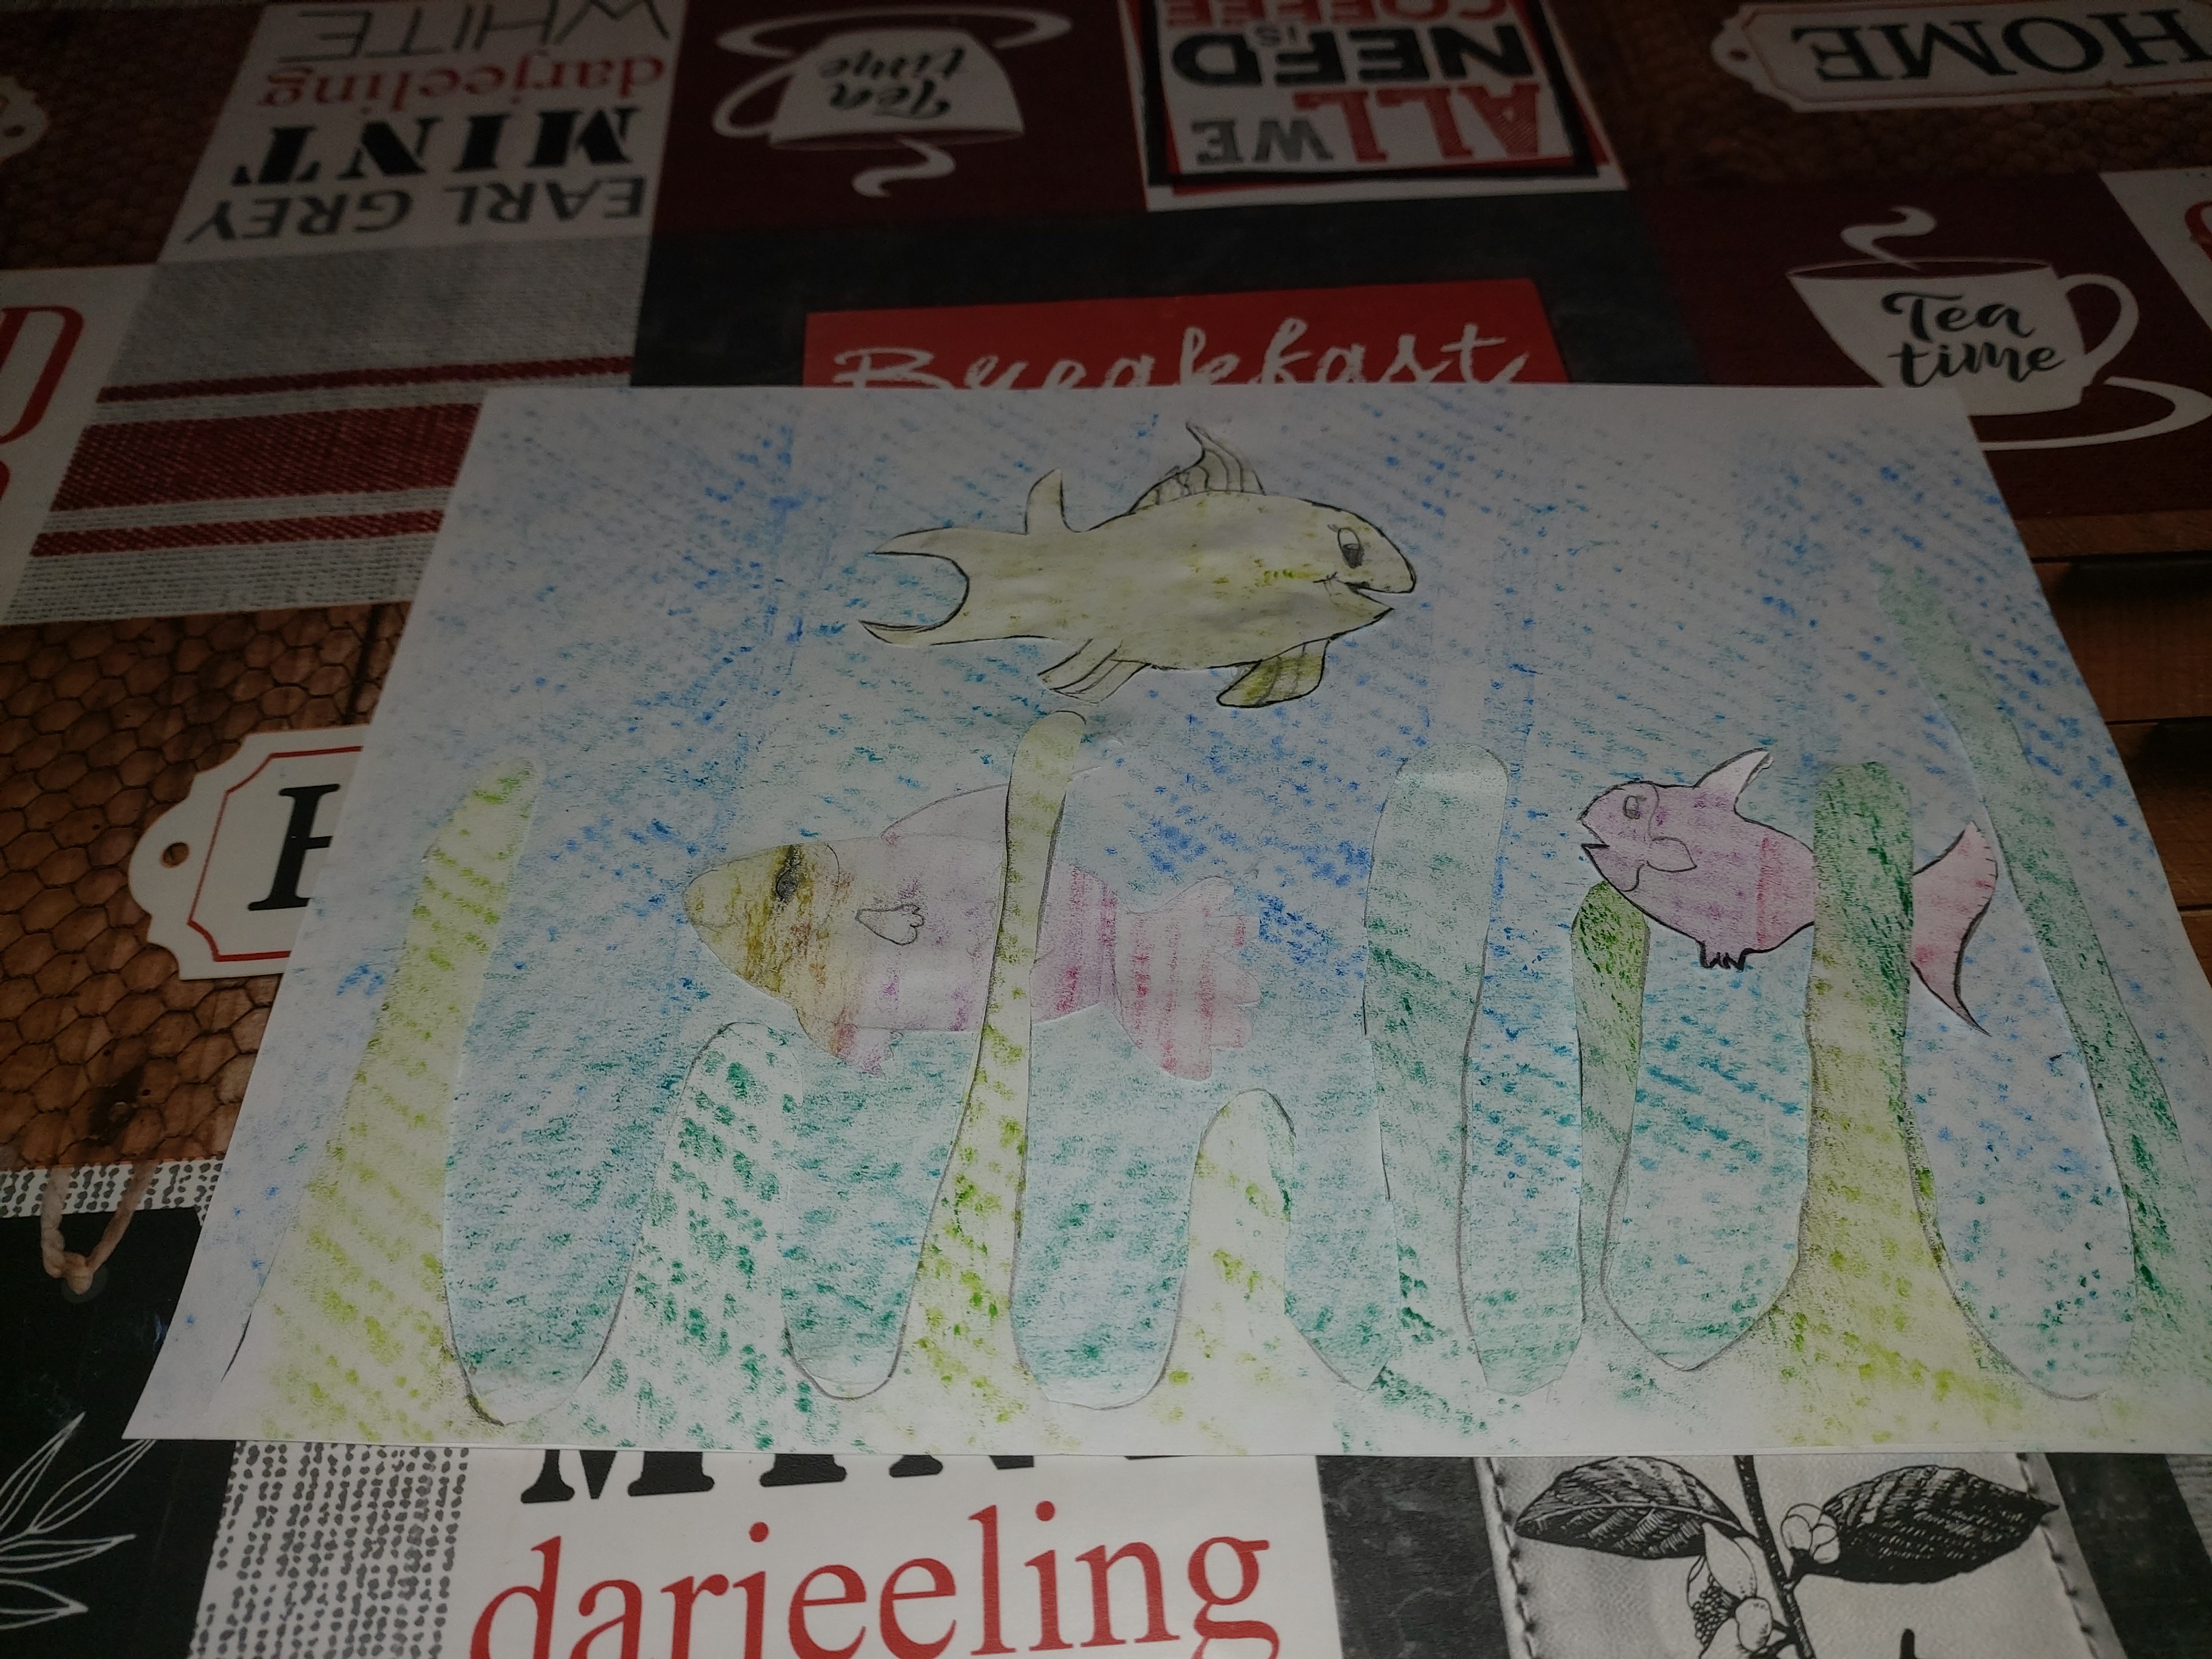 WHITE
darjeeling
MINT
EARL GREY
Tea
time
COFFEE
IS
NEED
ALL WE
HOME
Breakfast
Tea
time
H
darjeeling